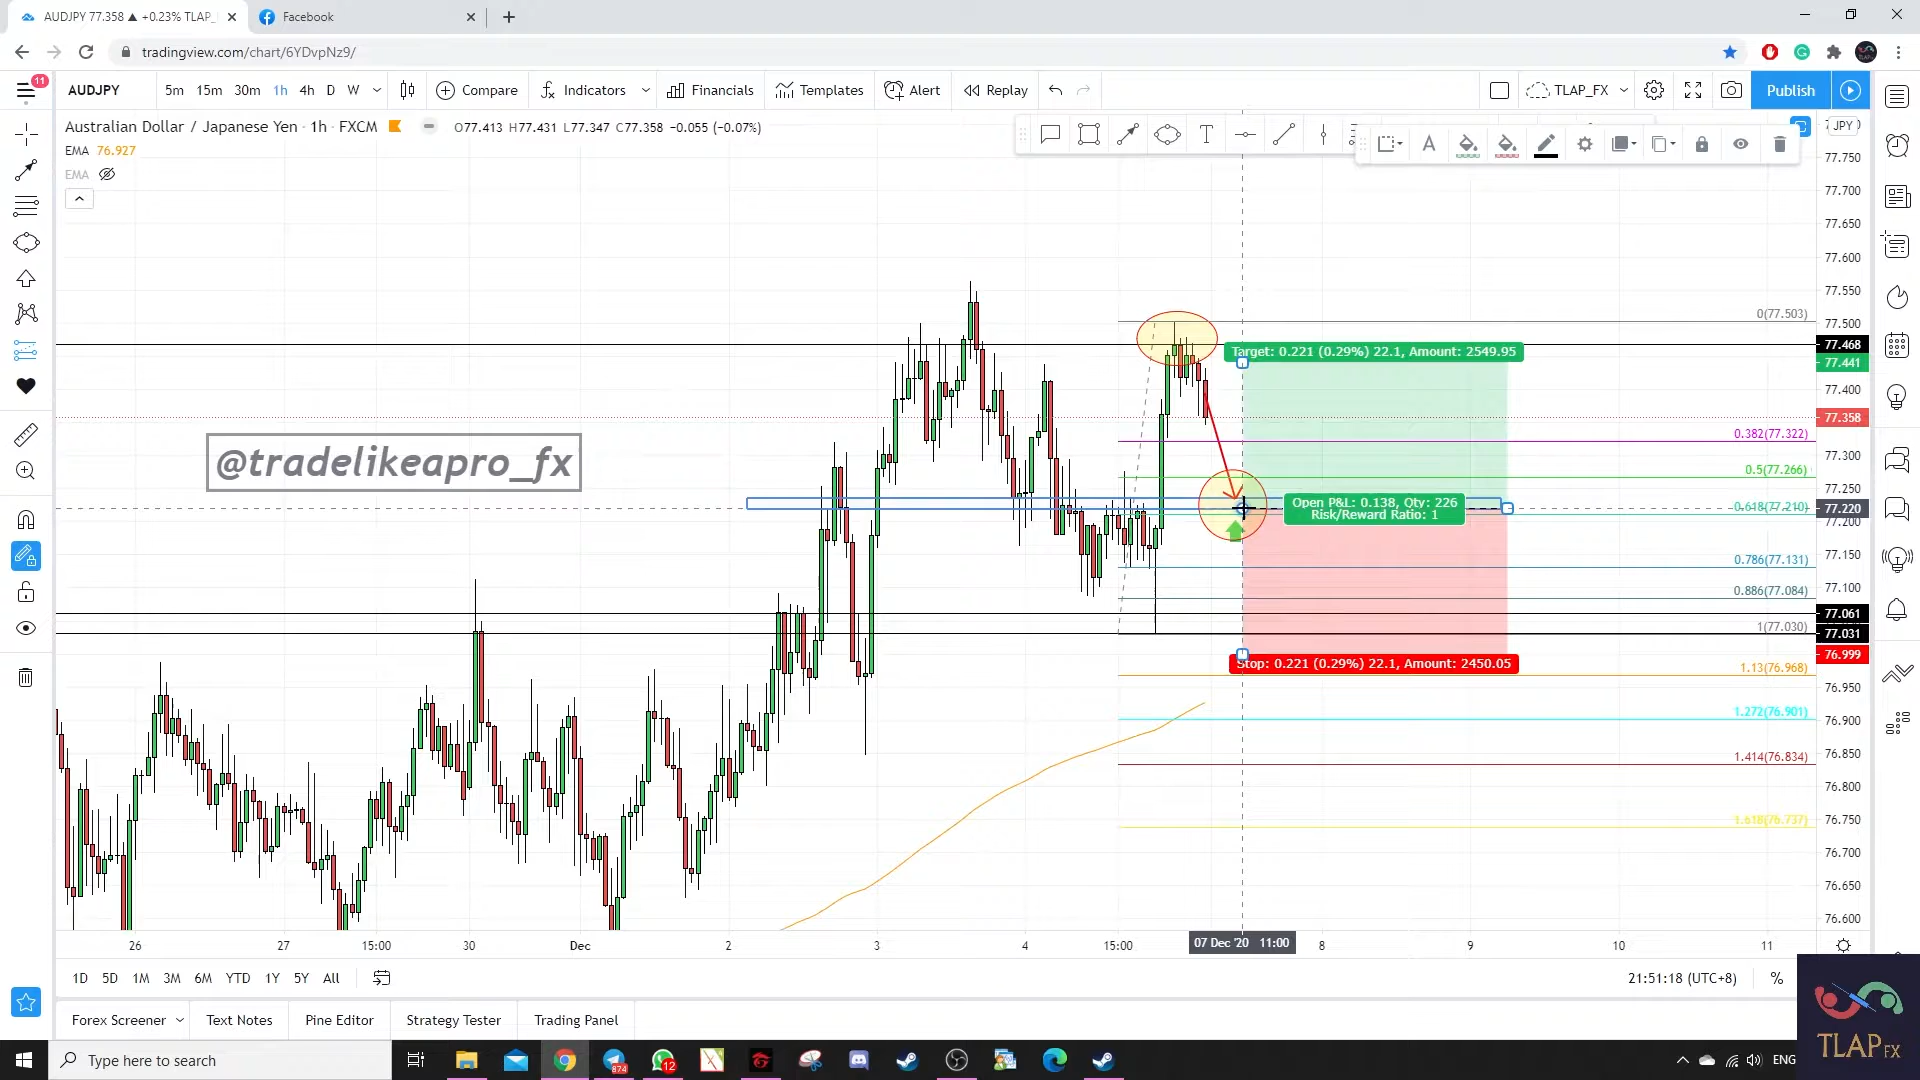 AUDJPY 77.358 ▲ +0.23% TLAP_
Facebook
tradingview.com/chart/6YDvpNz9/
11
AUDJPY 5m 15m 30m 1h 4h D W Compare Indicators Financials Templates Alert Replay TLAP_FX Publish
Australian Dollar / Japanese Yen · 1h · FXCM O77.413 H77.431 L77.347 C77.358 −0.055 (−0.07%)
JPY
EMA 76.927
EMA
77.750
77.700
77.650
77.600
77.550
0(77.503)
77.500
77.468
Target: 0.221 (0.29%) 22.1, Amount: 2549.95
77.441
77.400
77.358
0.382(77.322)
77.300
@tradelikeapro_fx
0.5(77.266)
77.250
Open P&L: 0.138, Qty: 226
Risk/Reward Ratio: 1
0.618(77.210)
77.220
77.200
0.786(77.131)
77.150
0.886(77.084)
77.100
77.061
1(77.030)
77.031
76.999
Stop: 0.221 (0.29%) 22.1, Amount: 2450.05
1.13(76.968)
76.950
1.272(76.901)
76.900
76.850
1.414(76.834)
76.800
1.618(76.737)
76.750
76.700
76.650
76.600
26 27 15:00 30 Dec 2 3 4 15:00 07 Dec '20 11:00 8 9 10 11
1D 5D 1M 3M 6M YTD 1Y 5Y All
21:51:18 (UTC+8) %
Forex Screener Text Notes Pine Editor Strategy Tester Trading Panel
Type here to search
874
12
ENG
TLAP FX